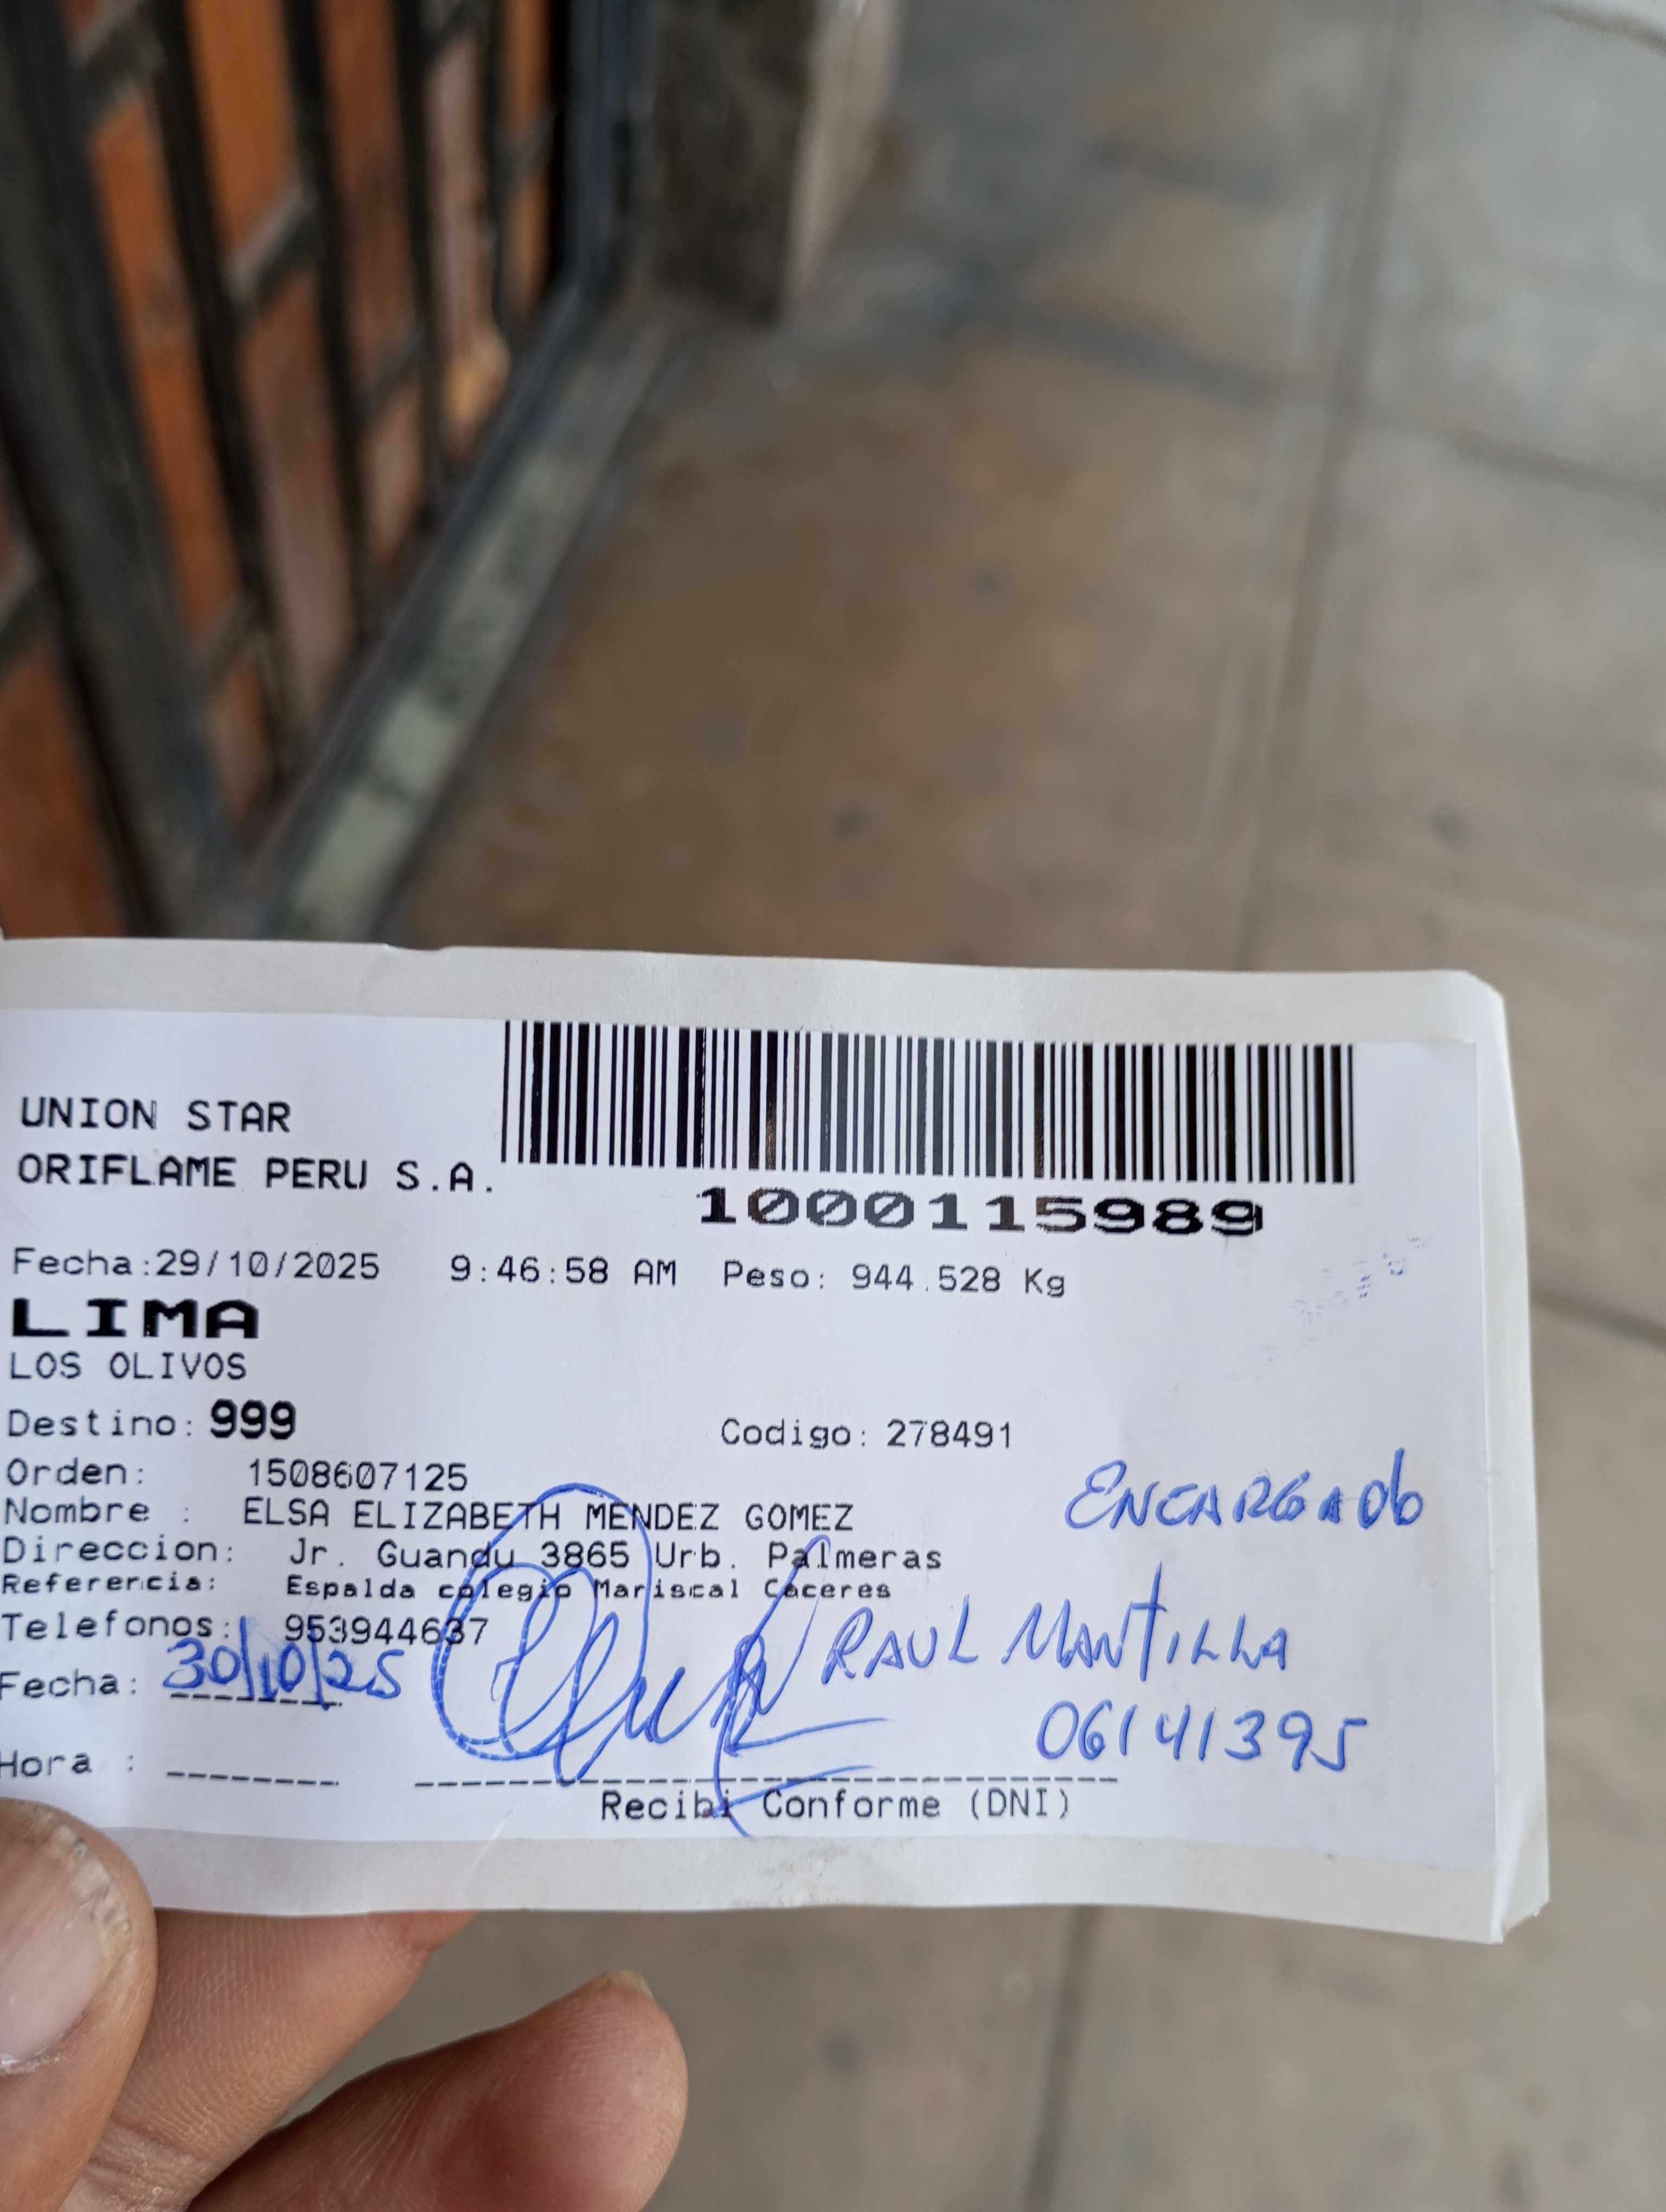 UNION STAR
ORIFLAME PERU S.A.
1000115989
Fecha:29/10/2025 9:46:58 AM Peso: 944.528 Kg
LIMA
LOS OLIVOS
Destino: 999 Codigo: 278491
Orden: 1508607125
Nombre : ELSA ELIZABETH MENDEZ GOMEZ
ENCARGADO
Direccion: Jr. Guandu 3865 Urb. Palmeras
Referencia: Espalda colegio Mariscal Caceres
Telefonos: 953944637
RAUL MANTILLA
Fecha: 30/10/25
06141395
Hora :
Recibi Conforme (DNI)